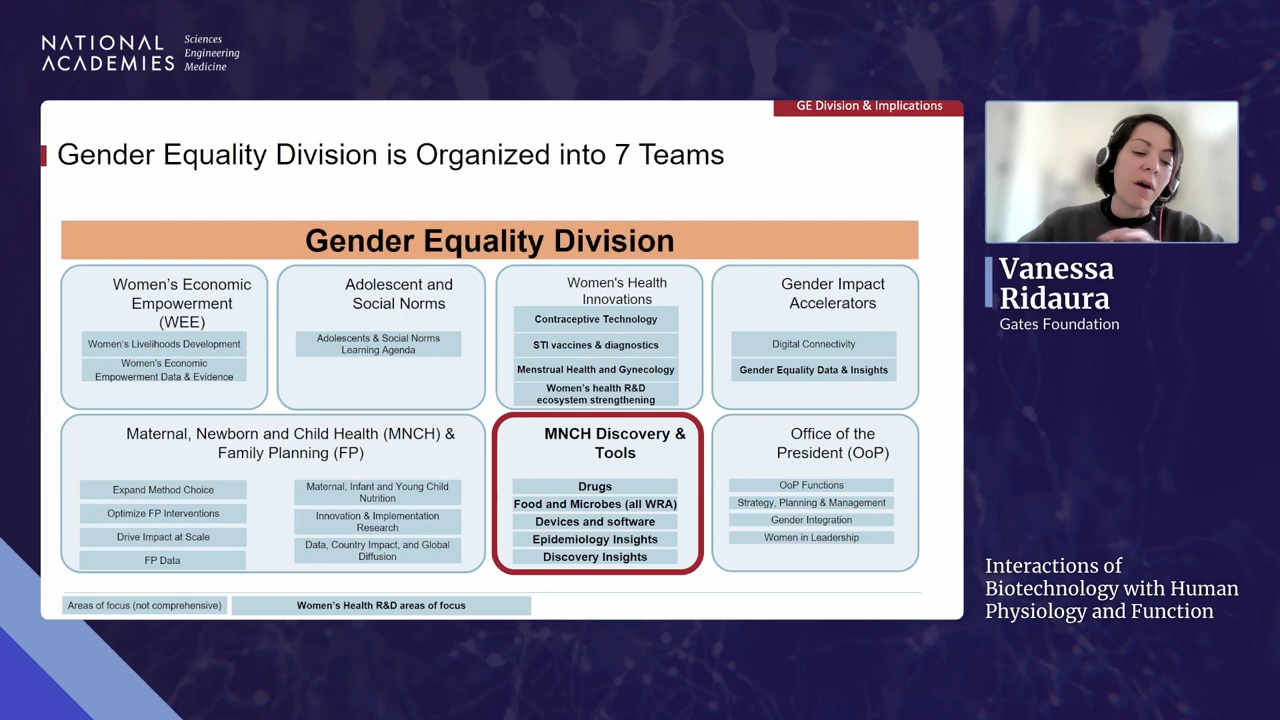 NATIONAL
ACADEMIES
Sciences
Engineering
Medicine
GE Division & Implications
Gender Equality Division is Organized into 7 Teams
Gender Equality Division
Women's Economic
Empowerment
(WEE)
Women's Livelihoods Development
Women's Economic
Empowerment Data & Evidence
Adolescent and
Social Norms
Adolescents & Social Norms
Learning Agenda
Women's Health
Innovations
Contraceptive Technology
STI vaccines & diagnostics
Menstrual Health and Gynecology
Women's health R&D
ecosystem strengthening
Gender Impact
Accelerators
Digital Connectivity
Gender Equality Data & Insights
Maternal, Newborn and Child Health (MNCH) &
Family Planning (FP)
Expand Method Choice
Optimize FP Interventions
Drive Impact at Scale
FP Data
Maternal, Infant and Young Child
Nutrition
Innovation & Implementation
Research
Data, Country Impact, and Global
Diffusion
MNCH Discovery &
Tools
Drugs
Food and Microbes (all WRA)
Devices and software
Epidemiology Insights
Discovery Insights
Office of the
President (OoP)
OoP Functions
Strategy, Planning & Management
Gender Integration
Women in Leadership
Areas of focus (not comprehensive)
Women's Health R&D areas of focus
Vanessa
Ridaura
Gates Foundation
Interactions of
Biotechnology with Human
Physiology and Function